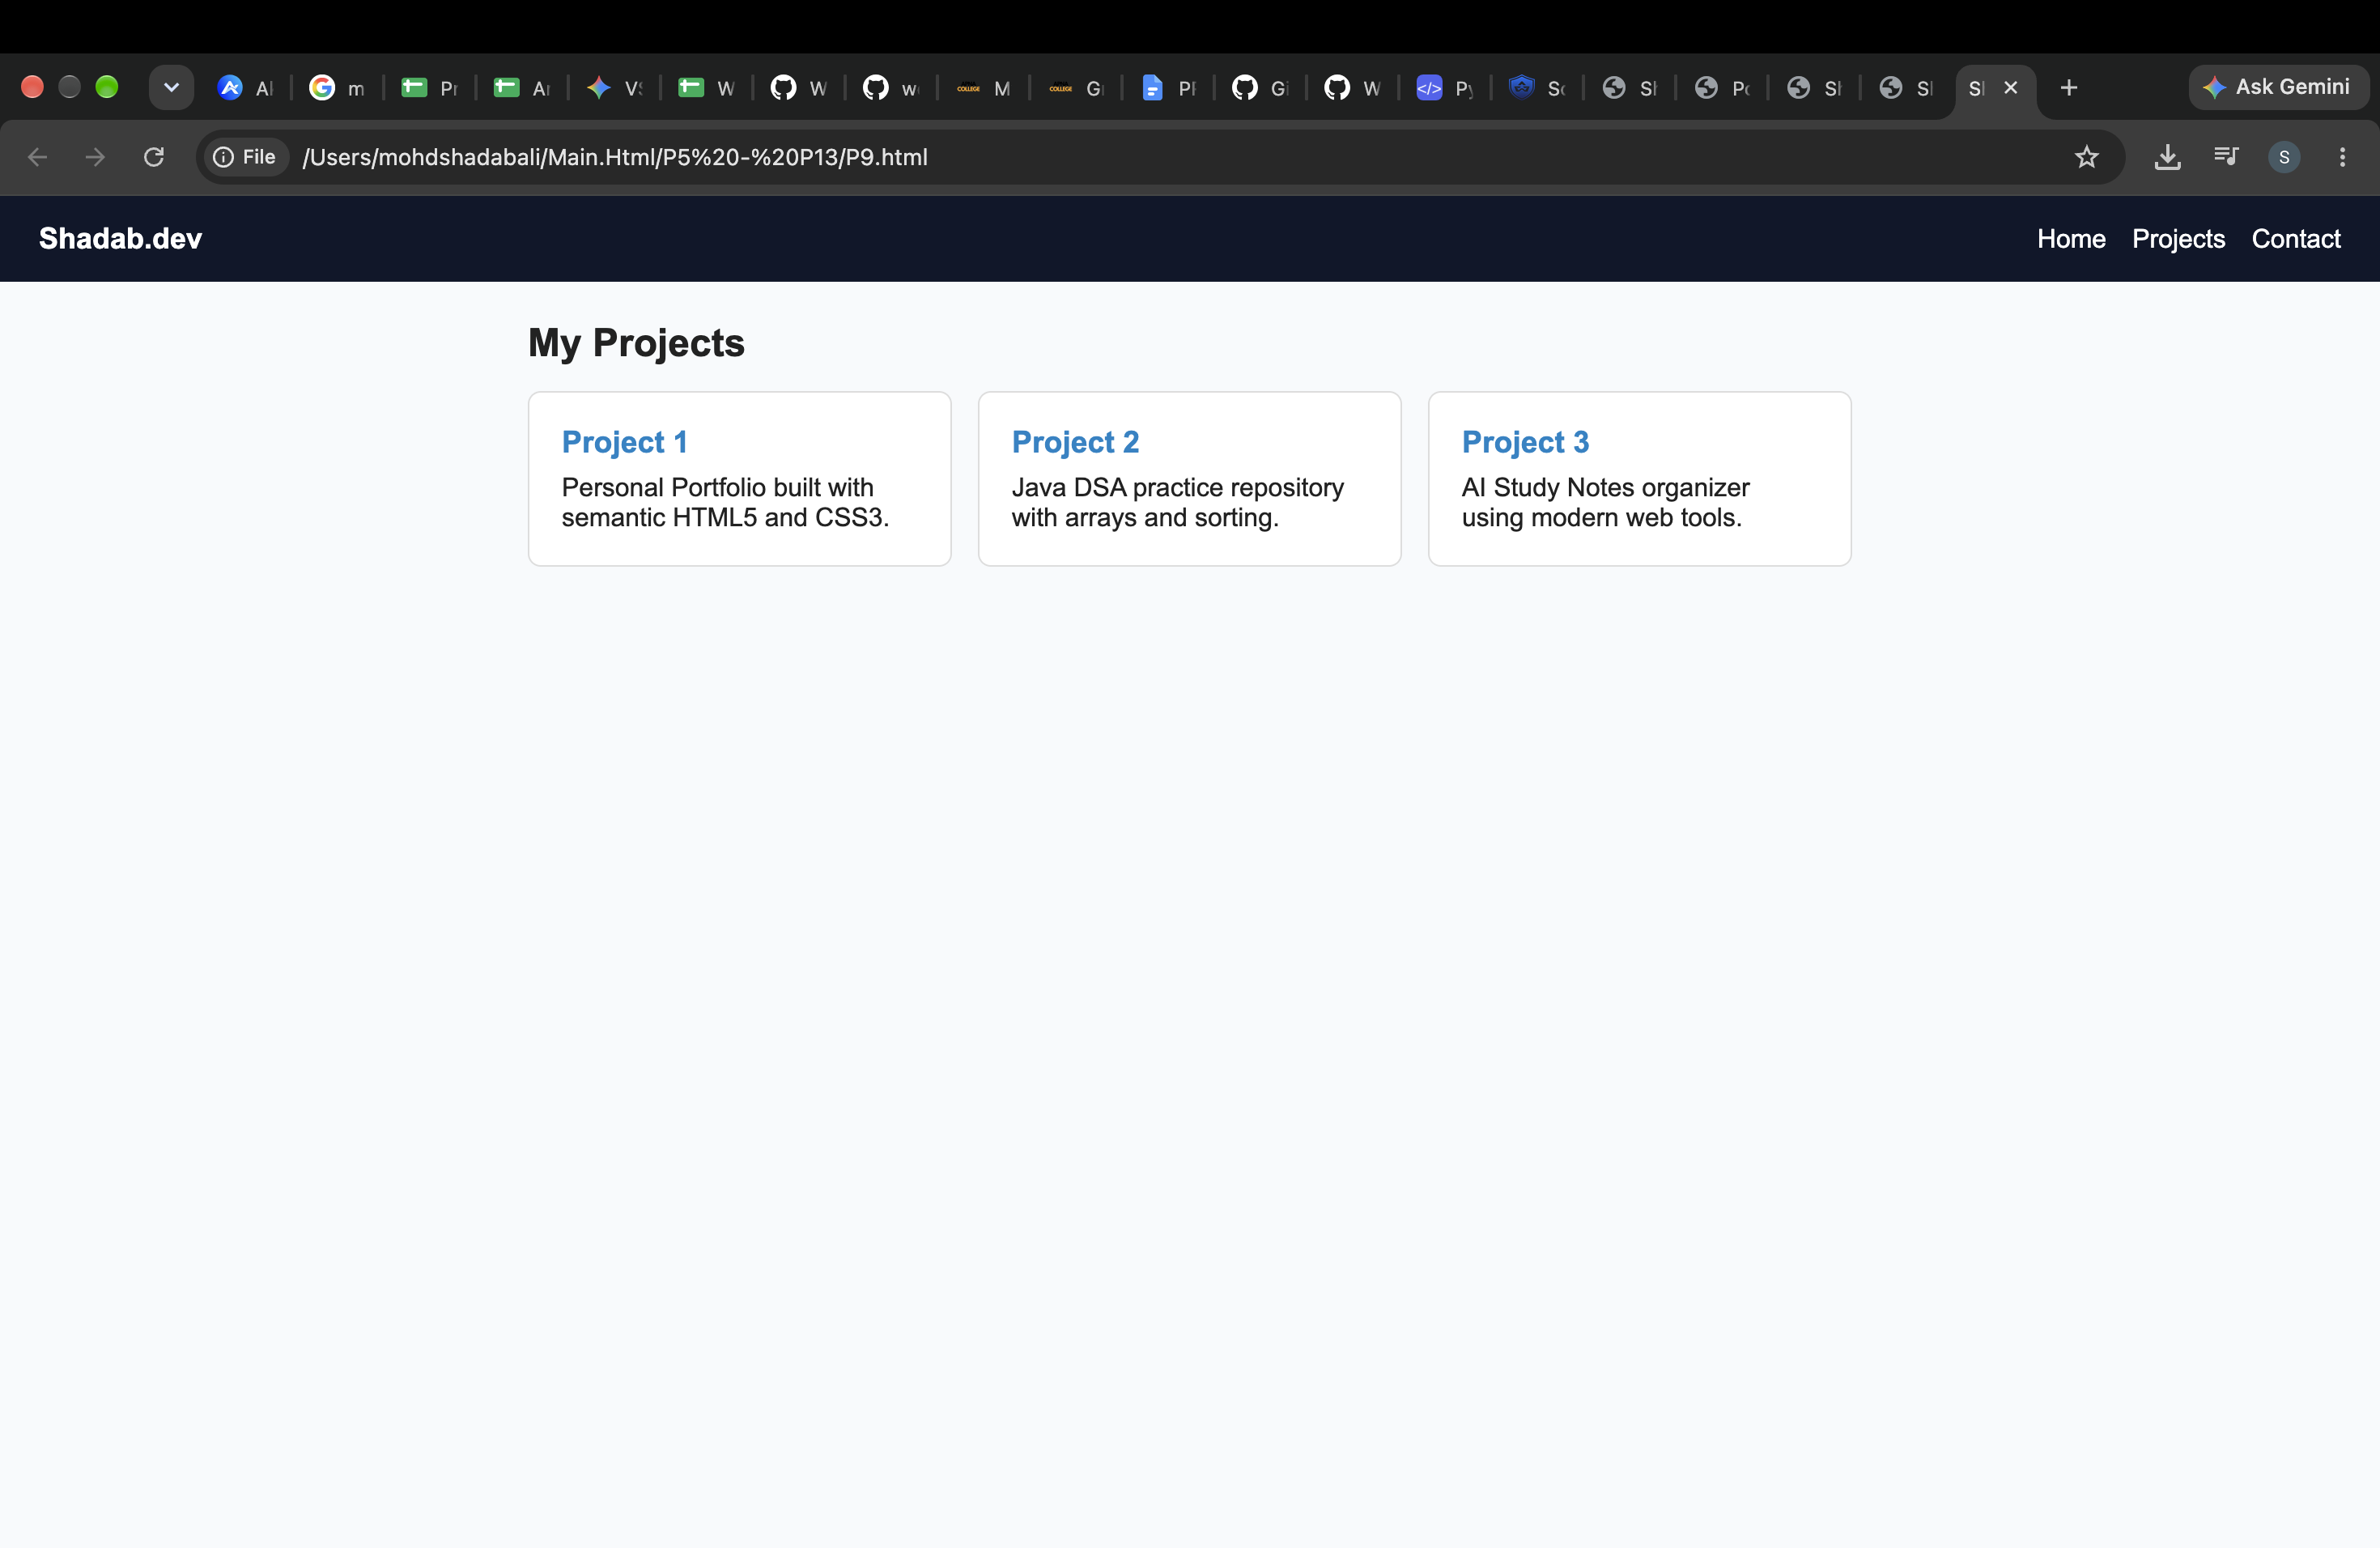 Ask Gemini
File /Users/mohdshadabali/Main.Html/P5%20-%20P13/P9.html
S
Shadab.dev
Home Projects Contact
My Projects
Project 1
Personal Portfolio built with
semantic HTML5 and CSS3.
Project 2
Java DSA practice repository
with arrays and sorting.
Project 3
AI Study Notes organizer
using modern web tools.